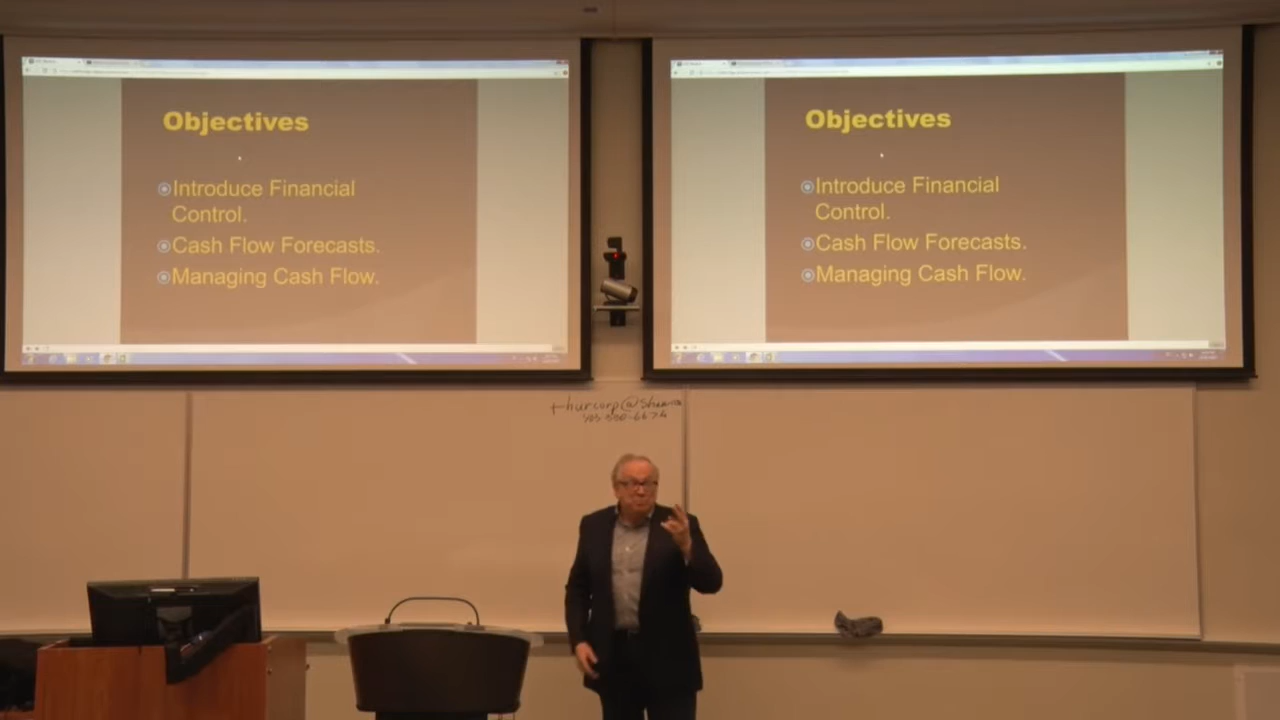 Objectives
Introduce Financial
Control.
Cash Flow Forecasts.
Managing Cash Flow.
Objectives
Introduce Financial
Control.
Cash Flow Forecasts.
Managing Cash Flow.